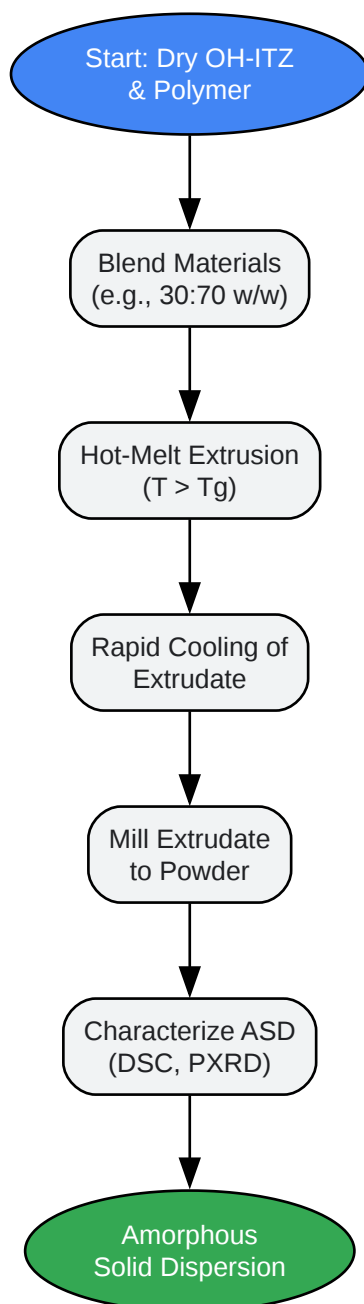 Start: Dry OH-ITZ
& Polymer
Blend Materials
(e.g., 30:70 w/w)
Hot-Melt Extrusion
(T > Tg)
Rapid Cooling of
Extrudate
Mill Extrudate
to Powder
Characterize ASD
(DSC, PXRD)
Amorphous
Solid Dispersion